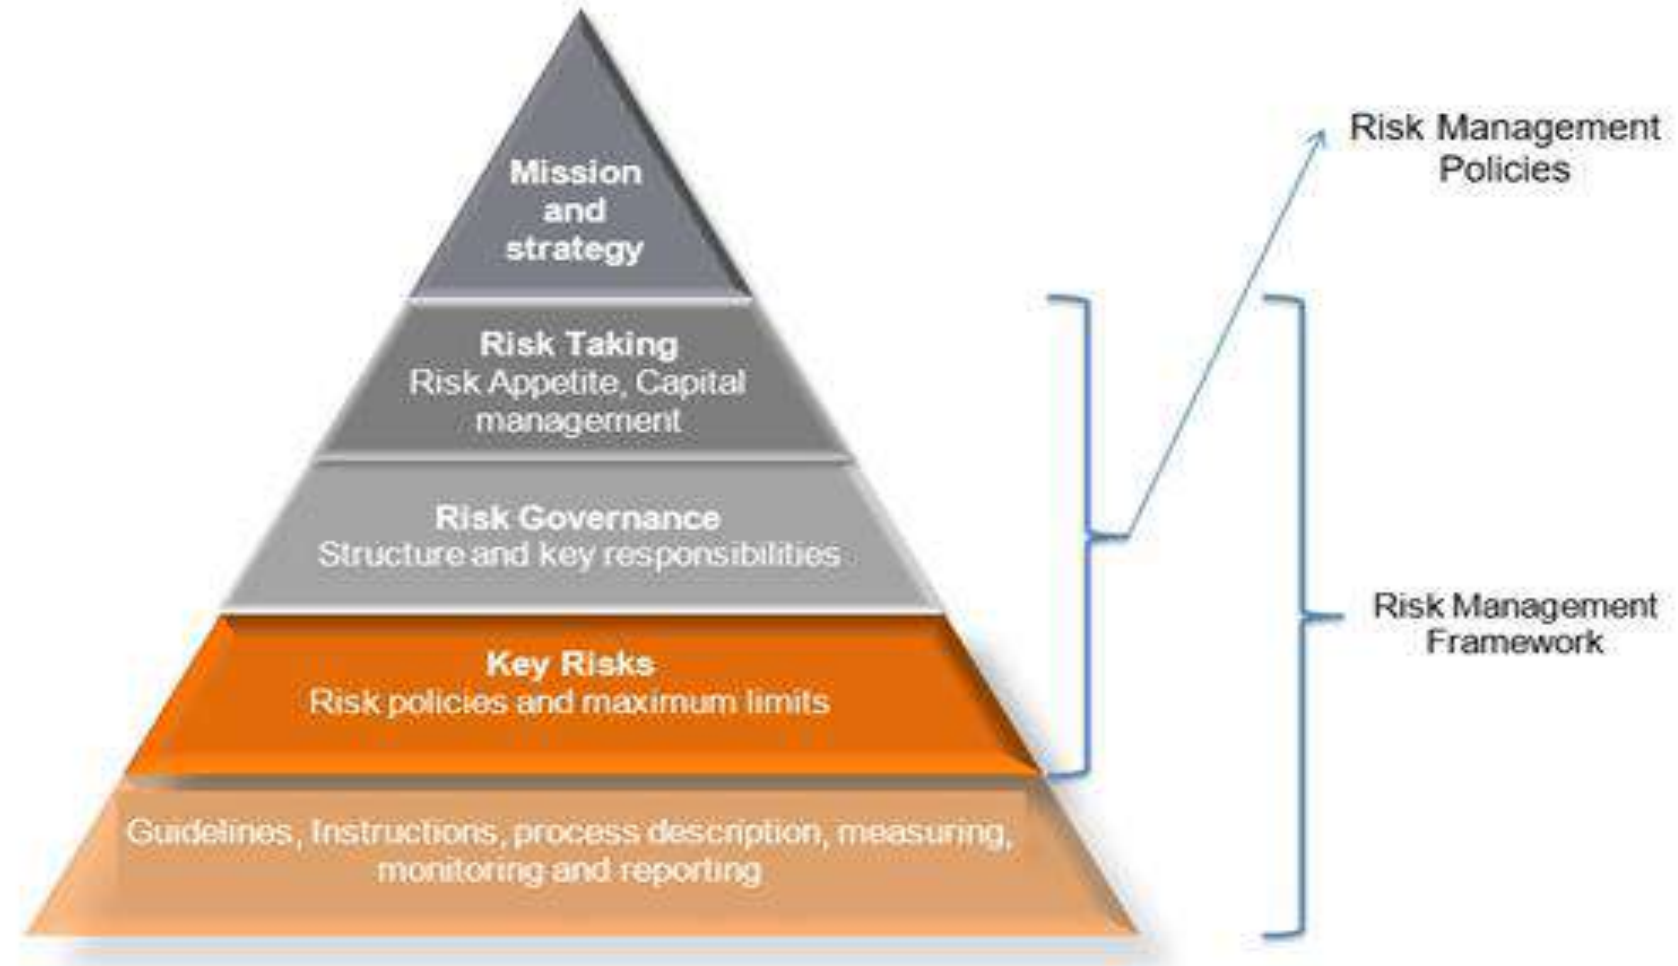 Mission
and
strategy
Risk Taking
Risk Appetite, Capital
management
Risk Governance
Structure and key responsibilities
Key Risks
Risk policies and maximum limits
Guidelines, Instructions, process description, measuring,
monitoring and reporting
Risk Management
Policies
Risk Management
Framework